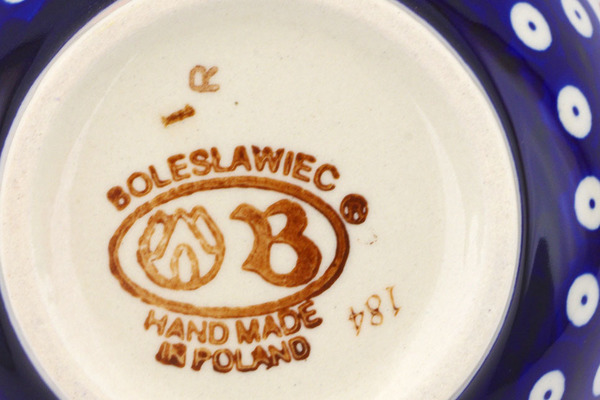 I R
BOLESLAWIEC ®
B
HAND MADE
IN POLAND
184